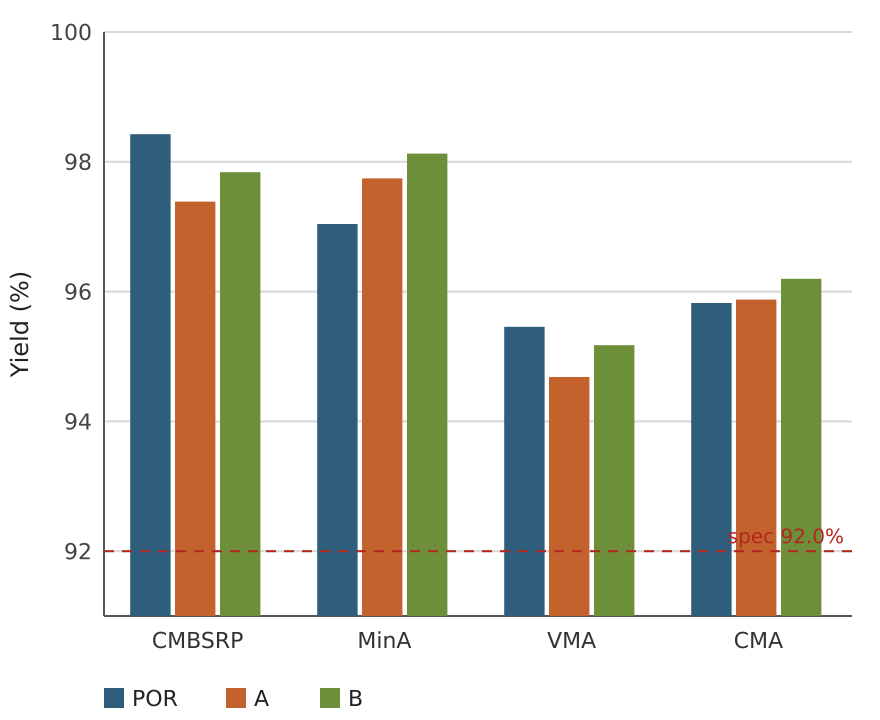 100
98
96
94
92
Yield (%)
spec 92.0%
CMBSRP MinA VMA CMA
POR A B